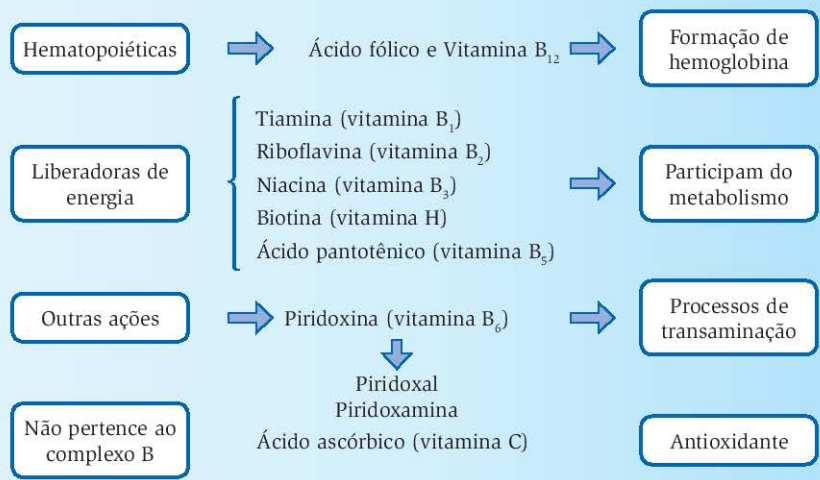 Hematopoiéticas
Ácido fólico e Vitamina B₁₂
Formação de
hemoglobina
Liberadoras de
energia
Tiamina (vitamina B₁)
Riboflavina (vitamina B₂)
Niacina (vitamina B₃)
Biotina (vitamina H)
Ácido pantotênico (vitamina B₅)
Participam do
metabolismo
Outras ações
Piridoxina (vitamina B₆)
Processos de
transaminação
Piridoxal
Piridoxamina
Não pertence ao
complexo B
Ácido ascórbico (vitamina C)
Antioxidante